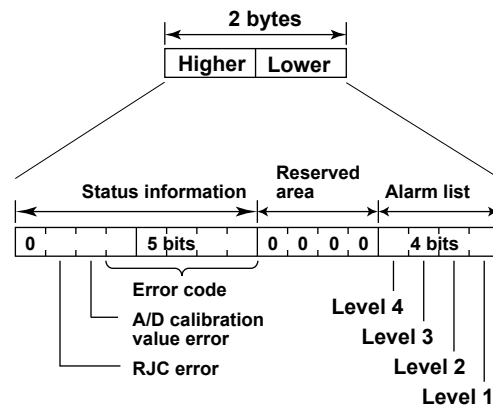 2 bytes
Higher Lower
Reserved
area
Status information
Alarm list
0 5 bits 0 0 0 0 4 bits
Error code
A/D calibration
value error
RJC error
Level 4
Level 3
Level 2
Level 1